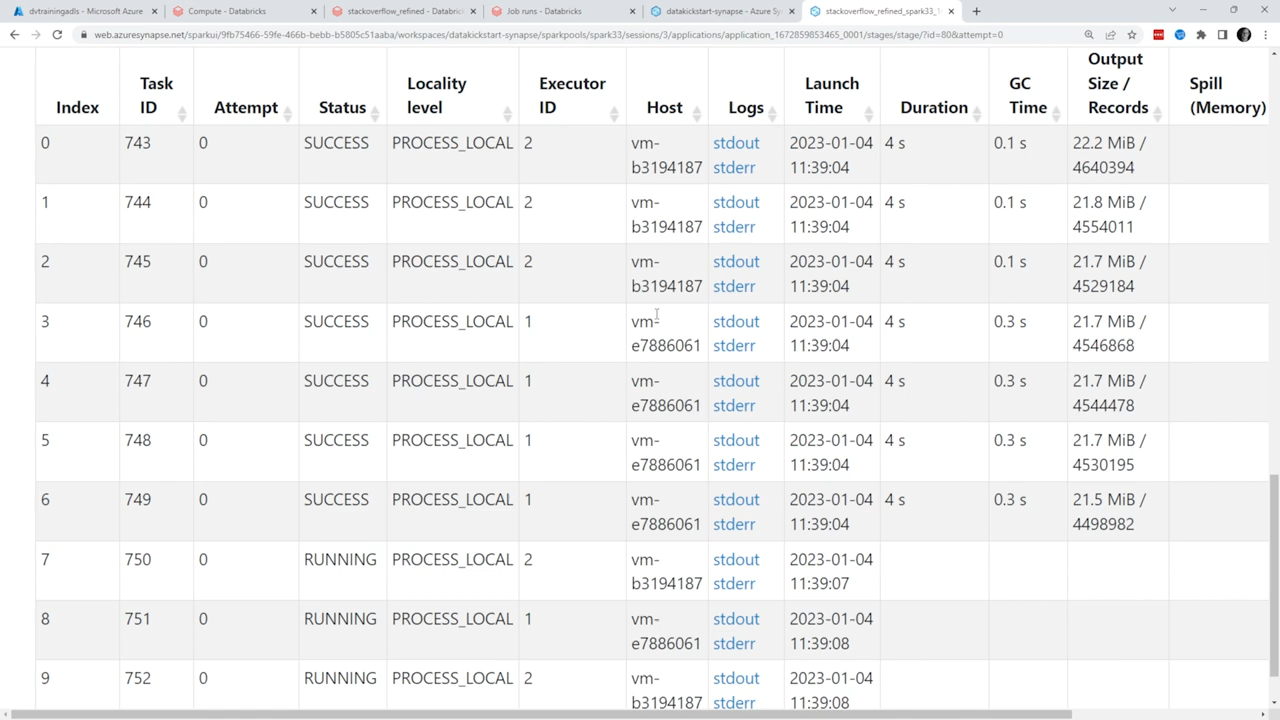 dvtrainingadls - Microsoft Azure
Compute - Databricks
stackoverflow_refined - Databric
Job runs - Databricks
datakickstart-synapse - Azure Sy
stackoverflow_refined_spark33_1
web.azuresynapse.net/sparkui/9fb75466-59fe-466b-bebb-b5805c51aaba/workspaces/datakickstart-synapse/sparkpools/spark33/sessions/3/applications/application_1672859853465_0001/stages/stage/?id=80&attempt=0
Index Task ID Attempt Status Locality level Executor ID Host Logs Launch Time Duration GC Time Output Size / Records Spill (Memory)
0 743 0 SUCCESS PROCESS_LOCAL 2 vm- stdout 2023-01-04 4 s 0.1 s 22.2 MiB /
b3194187 stderr 11:39:04 4640394
1 744 0 SUCCESS PROCESS_LOCAL 2 vm- stdout 2023-01-04 4 s 0.1 s 21.8 MiB /
b3194187 stderr 11:39:04 4554011
2 745 0 SUCCESS PROCESS_LOCAL 2 vm- stdout 2023-01-04 4 s 0.1 s 21.7 MiB /
b3194187 stderr 11:39:04 4529184
3 746 0 SUCCESS PROCESS_LOCAL 1 vm- stdout 2023-01-04 4 s 0.3 s 21.7 MiB /
e7886061 stderr 11:39:04 4546868
4 747 0 SUCCESS PROCESS_LOCAL 1 vm- stdout 2023-01-04 4 s 0.3 s 21.7 MiB /
e7886061 stderr 11:39:04 4544478
5 748 0 SUCCESS PROCESS_LOCAL 1 vm- stdout 2023-01-04 4 s 0.3 s 21.7 MiB /
e7886061 stderr 11:39:04 4530195
6 749 0 SUCCESS PROCESS_LOCAL 1 vm- stdout 2023-01-04 4 s 0.3 s 21.5 MiB /
e7886061 stderr 11:39:04 4498982
7 750 0 RUNNING PROCESS_LOCAL 2 vm- stdout 2023-01-04
b3194187 stderr 11:39:07
8 751 0 RUNNING PROCESS_LOCAL 1 vm- stdout 2023-01-04
e7886061 stderr 11:39:08
9 752 0 RUNNING PROCESS_LOCAL 2 vm- stdout 2023-01-04
b3194187 stderr 11:39:08